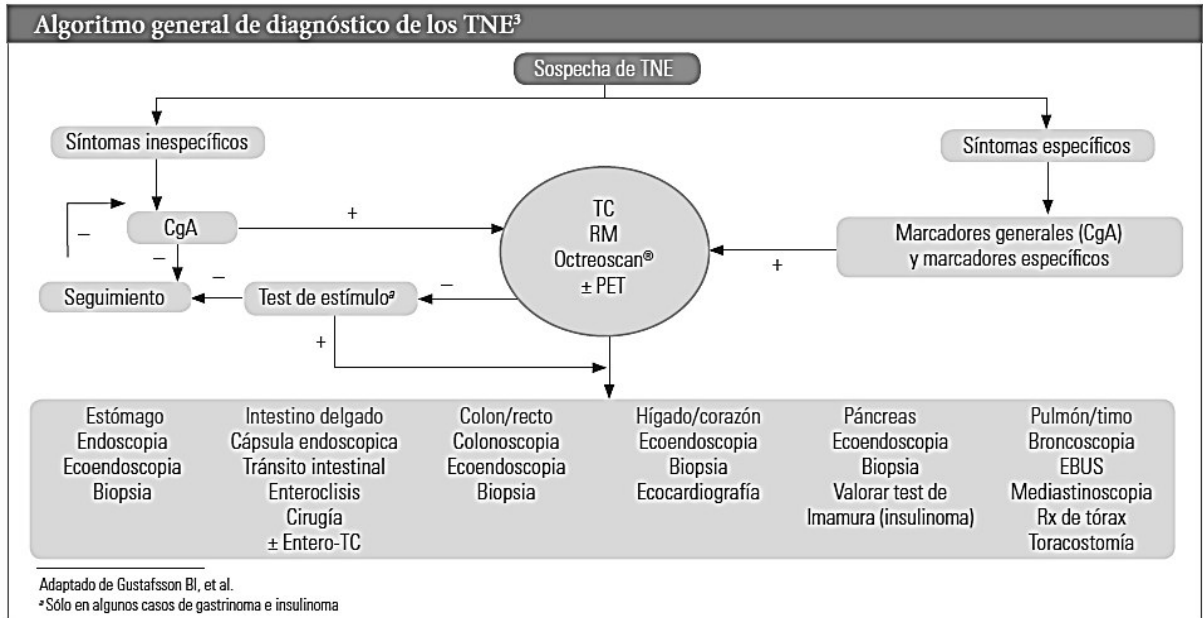 Algoritmo general de diagnóstico de los TNE³
Sospecha de TNE
Síntomas inespecíficos
Síntomas específicos
CgA
+
–
–
TC
RM
Octreoscan®
± PET
+
Marcadores generales (CgA)
y marcadores específicos
Seguimiento
–
Test de estímuloª
–
+
Estómago
Endoscopia
Ecoendoscopia
Biopsia
Intestino delgado
Cápsula endoscopica
Tránsito intestinal
Enteroclisis
Cirugía
± Entero-TC
Colon/recto
Colonoscopia
Ecoendoscopia
Biopsia
Hígado/corazón
Ecoendoscopia
Biopsia
Ecocardiografía
Páncreas
Ecoendoscopia
Biopsia
Valorar test de
Imamura (insulinoma)
Pulmón/timo
Broncoscopia
EBUS
Mediastinoscopia
Rx de tórax
Toracostomía
Adaptado de Gustafsson BI, et al.
ªSólo en algunos casos de gastrinoma e insulinoma